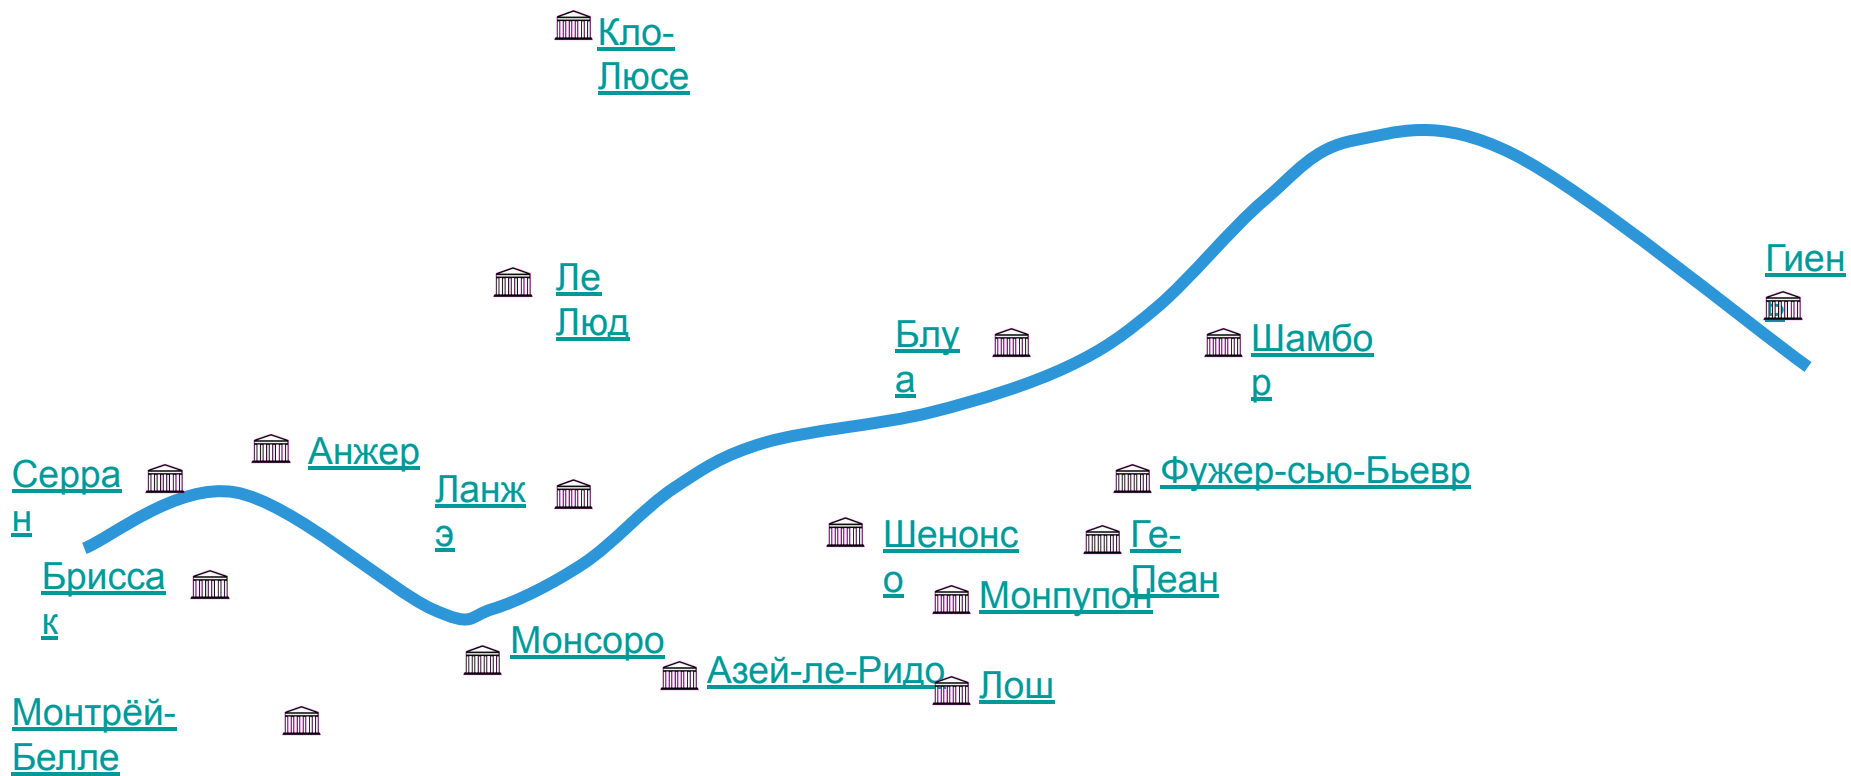 Кло-
Люсе
Гиен
Ле
Люд
Блу
а
Шамбо
р
Анжер
Серра
н
Ланж
э
Фужер-сью-Бьевр
Шенонс
о
Ге-
Пеан
Брисса
к
Монпупон
Монсоро
Азей-ле-Ридо
Лош
Монтрёй-
Белле